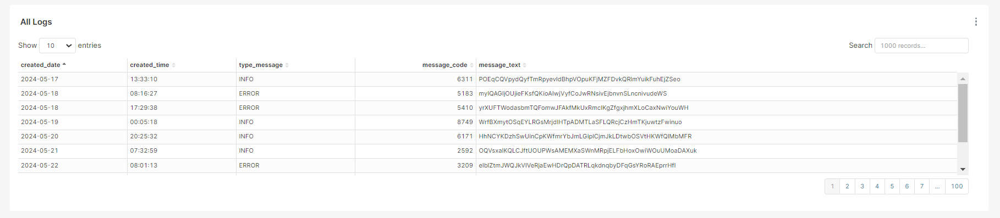 All Logs
Show 10 entries Search 1000 records...
created_date created_time type_message message_code message_text
2024-05-17 13:33:10 INFO 6311 POEqCQVpydQyfTmRpyevIdBhpVOpuKFjMZFDvkQRlmYuikFuhEjZSeo
2024-05-18 08:16:27 ERROR 5183 myIQAGljOUjieFKsfQKioAIwjVyfCoJwRNsivEjbnvnSLncnivudeWS
2024-05-18 17:29:38 ERROR 5410 yrXUFTWodasbmTQFomwJFAkfMkUxRmclKgZfgxjhmXLoCaxNwiYouWH
2024-05-19 00:05:18 INFO 8749 WrfBXmytOSqEYLRGsMrjdIHTpADMTLaSFLQRcjCzHmTKjuwtzFwinuo
2024-05-20 20:25:32 INFO 6171 HhNCYKDzhSwUinCpKWfmrYbJmLGipICjmJkLDtwbOSVtHKWfQIMbMFR
2024-05-21 07:32:59 INFO 2592 OQVsxalKQLCJftUOUPWsAMEMXaSWnMRpjELFbHoxOwiWOuUMoaDAXuk
2024-05-22 08:01:13 ERROR 3209 elblZtmJWQJkVIVeRjaEwHDrQpDATRLqkdnqbyDFqGsYRoRAEprrHfl
1 2 3 4 5 6 7 ... 100